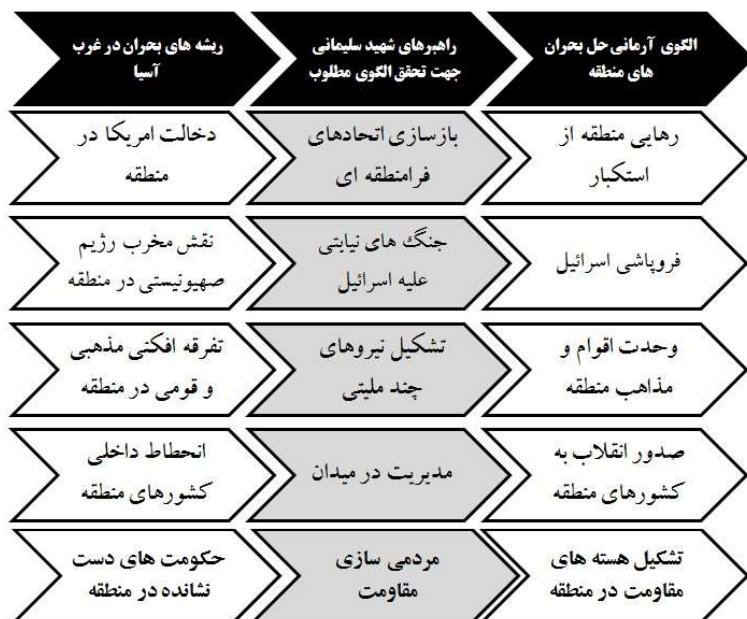 الگوی آرمانی حل بحران
های منطقه
راهبرهای شهید سلیمانی
جهت تحقق الگوی مطلوب
ریشه های بحران در غرب
آسیا
رهایی منطقه از
استکبار
بازسازی اتحادهای
فرامنطقه ای
دخالت امریکا در
منطقه
فروپاشی اسرائیل
جنگ های نیابتی
علیه اسرائیل
نقش مخرب رژیم
صهیونیستی در منطقه
وحدت اقوام و
مذاهب منطقه
تشکیل نیروهای
چند ملیتی
تفرقه افکنی مذهبی
و قومی در منطقه
صدور انقلاب به
کشورهای منطقه
مدیریت در میدان
انحطاط داخلی
کشورهای منطقه
تشکیل هسته های
مقاومت در منطقه
مردمی سازی
مقاومت
حکومت های دست
نشانده در منطقه